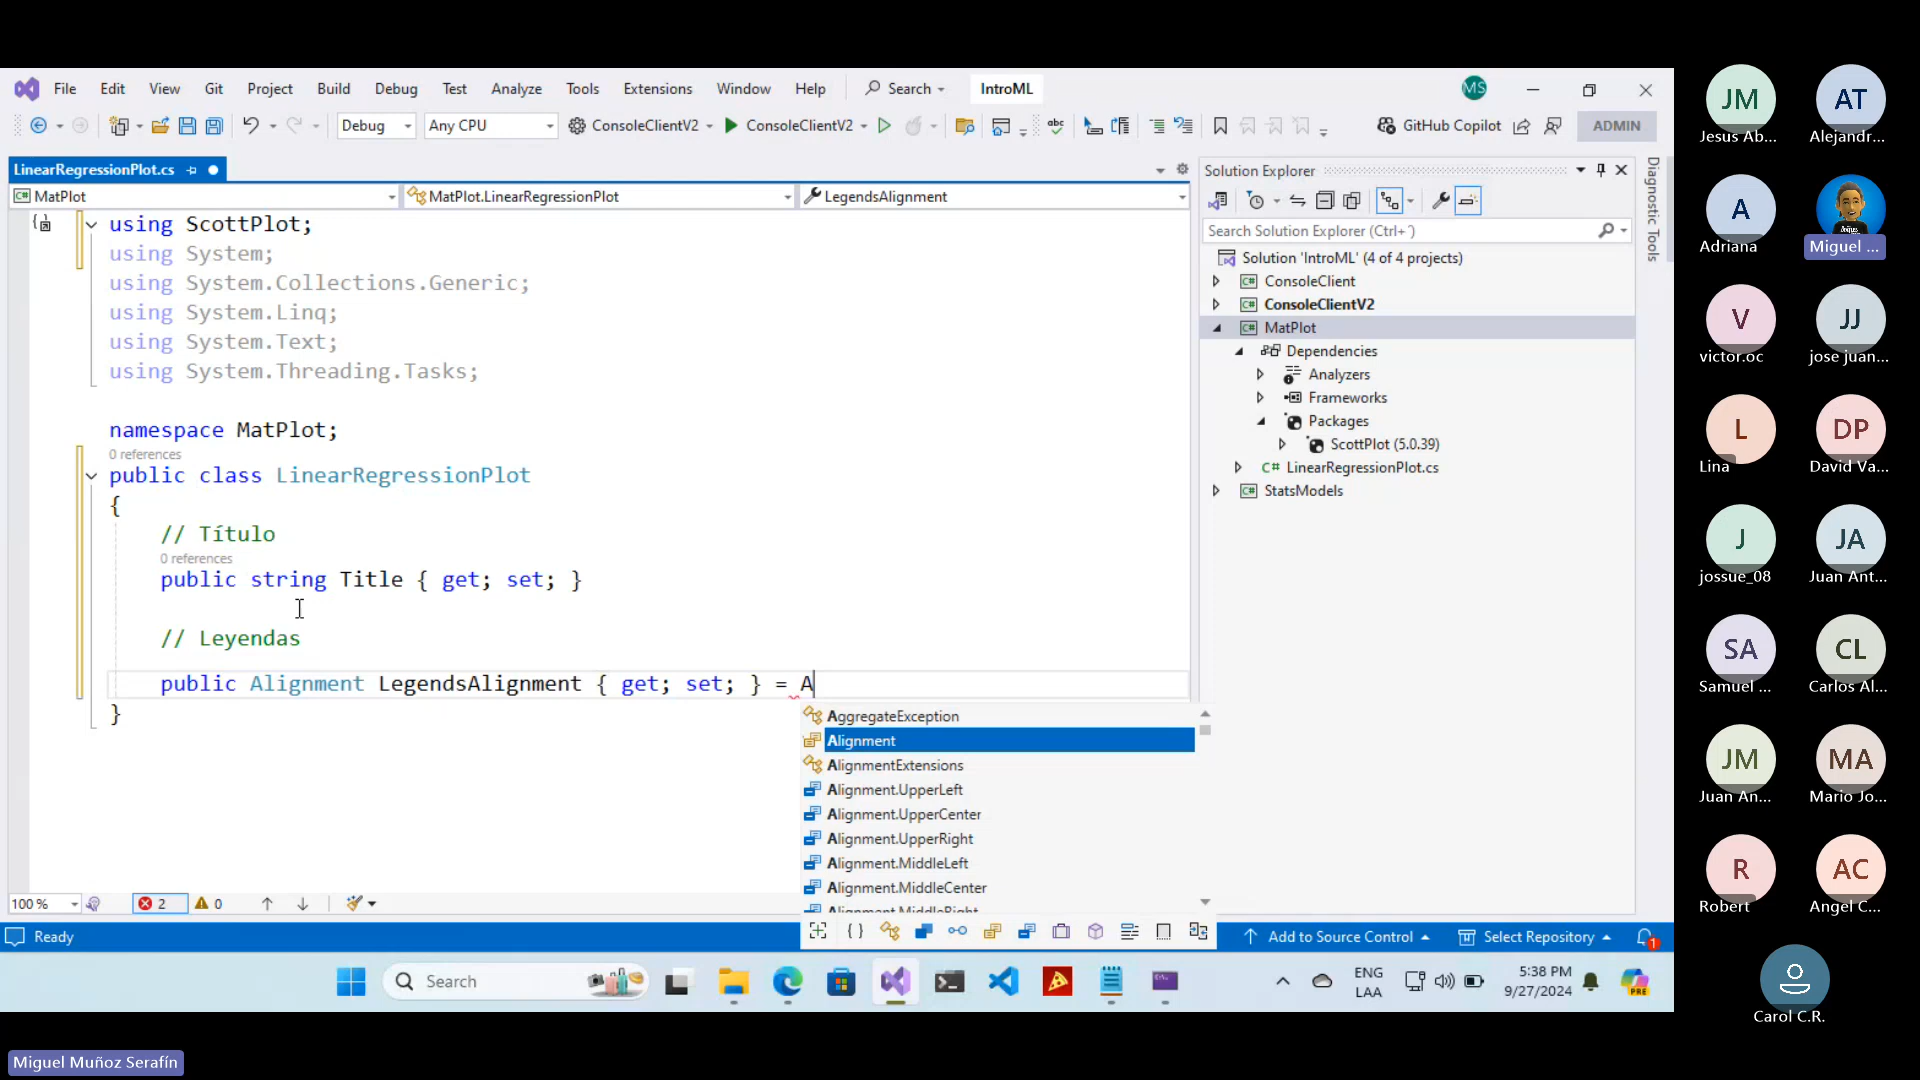 File Edit View Git Project Build Debug Test Analyze Tools Extensions Window Help Search IntroML MS
Debug Any CPU ConsoleClientV2 ConsoleClientV2 GitHub Copilot ADMIN
LinearRegressionPlot.cs
MatPlot MatPlot.LinearRegressionPlot LegendsAlignment
using ScottPlot;
using System;
using System.Collections.Generic;
using System.Linq;
using System.Text;
using System.Threading.Tasks;
namespace MatPlot;
0 references
public class LinearRegressionPlot
{
// Título
0 references
public string Title { get; set; }
// Leyendas
public Alignment LegendsAlignment { get; set; } = A
}
AggregateException
Alignment
AlignmentExtensions
Alignment.UpperLeft
Alignment.UpperCenter
Alignment.UpperRight
Alignment.MiddleLeft
Alignment.MiddleCenter
Alignment.MiddleRight
100 % 2 0
Solution Explorer
Search Solution Explorer (Ctrl+´)
Solution 'IntroML' (4 of 4 projects)
ConsoleClient
ConsoleClientV2
MatPlot
Dependencies
Analyzers
Frameworks
Packages
ScottPlot (5.0.39)
LinearRegressionPlot.cs
StatsModels
Diagnostic Tools
Ready Add to Source Control Select Repository 1
Search ENG LAA 5:38 PM 9/27/2024 PRE
JM AT
Jesus Ab... Alejandr...
A
Adriana Miguel ...
V JJ
victor.oc jose juan...
L DP
Lina David Va...
J JA
jossue_08 Juan Ant...
SA CL
Samuel ... Carlos Al...
JM MA
Juan An... Mario Jo...
R AC
Robert Angel C...
Carol C.R.
Miguel Muñoz Serafín